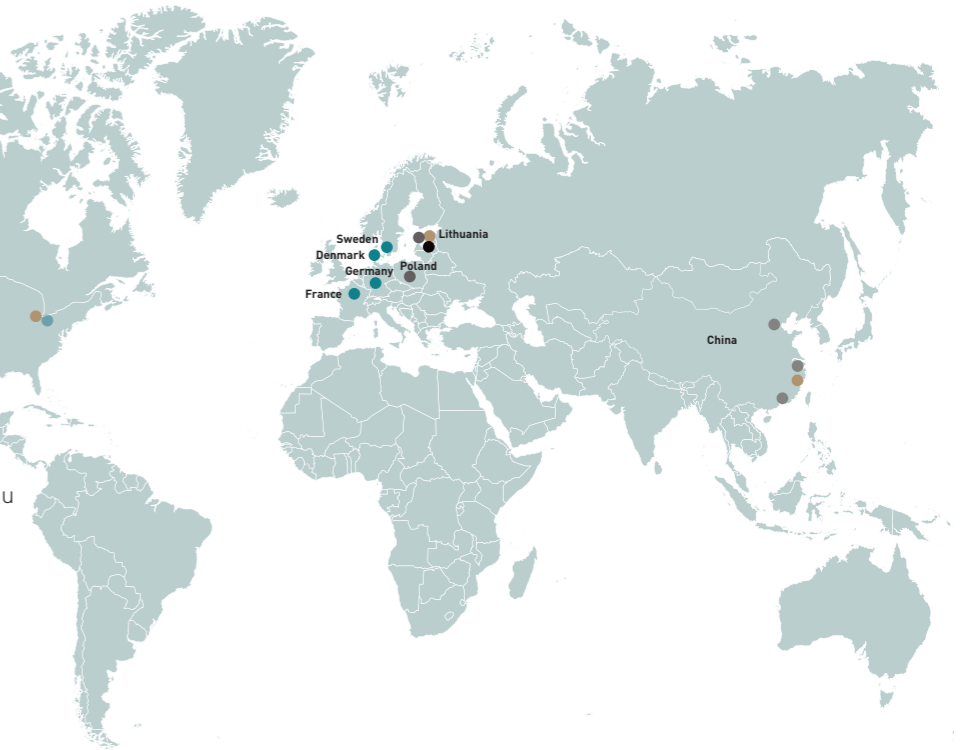 Lithuania
Sweden
Denmark
Poland
Germany
France
China
u